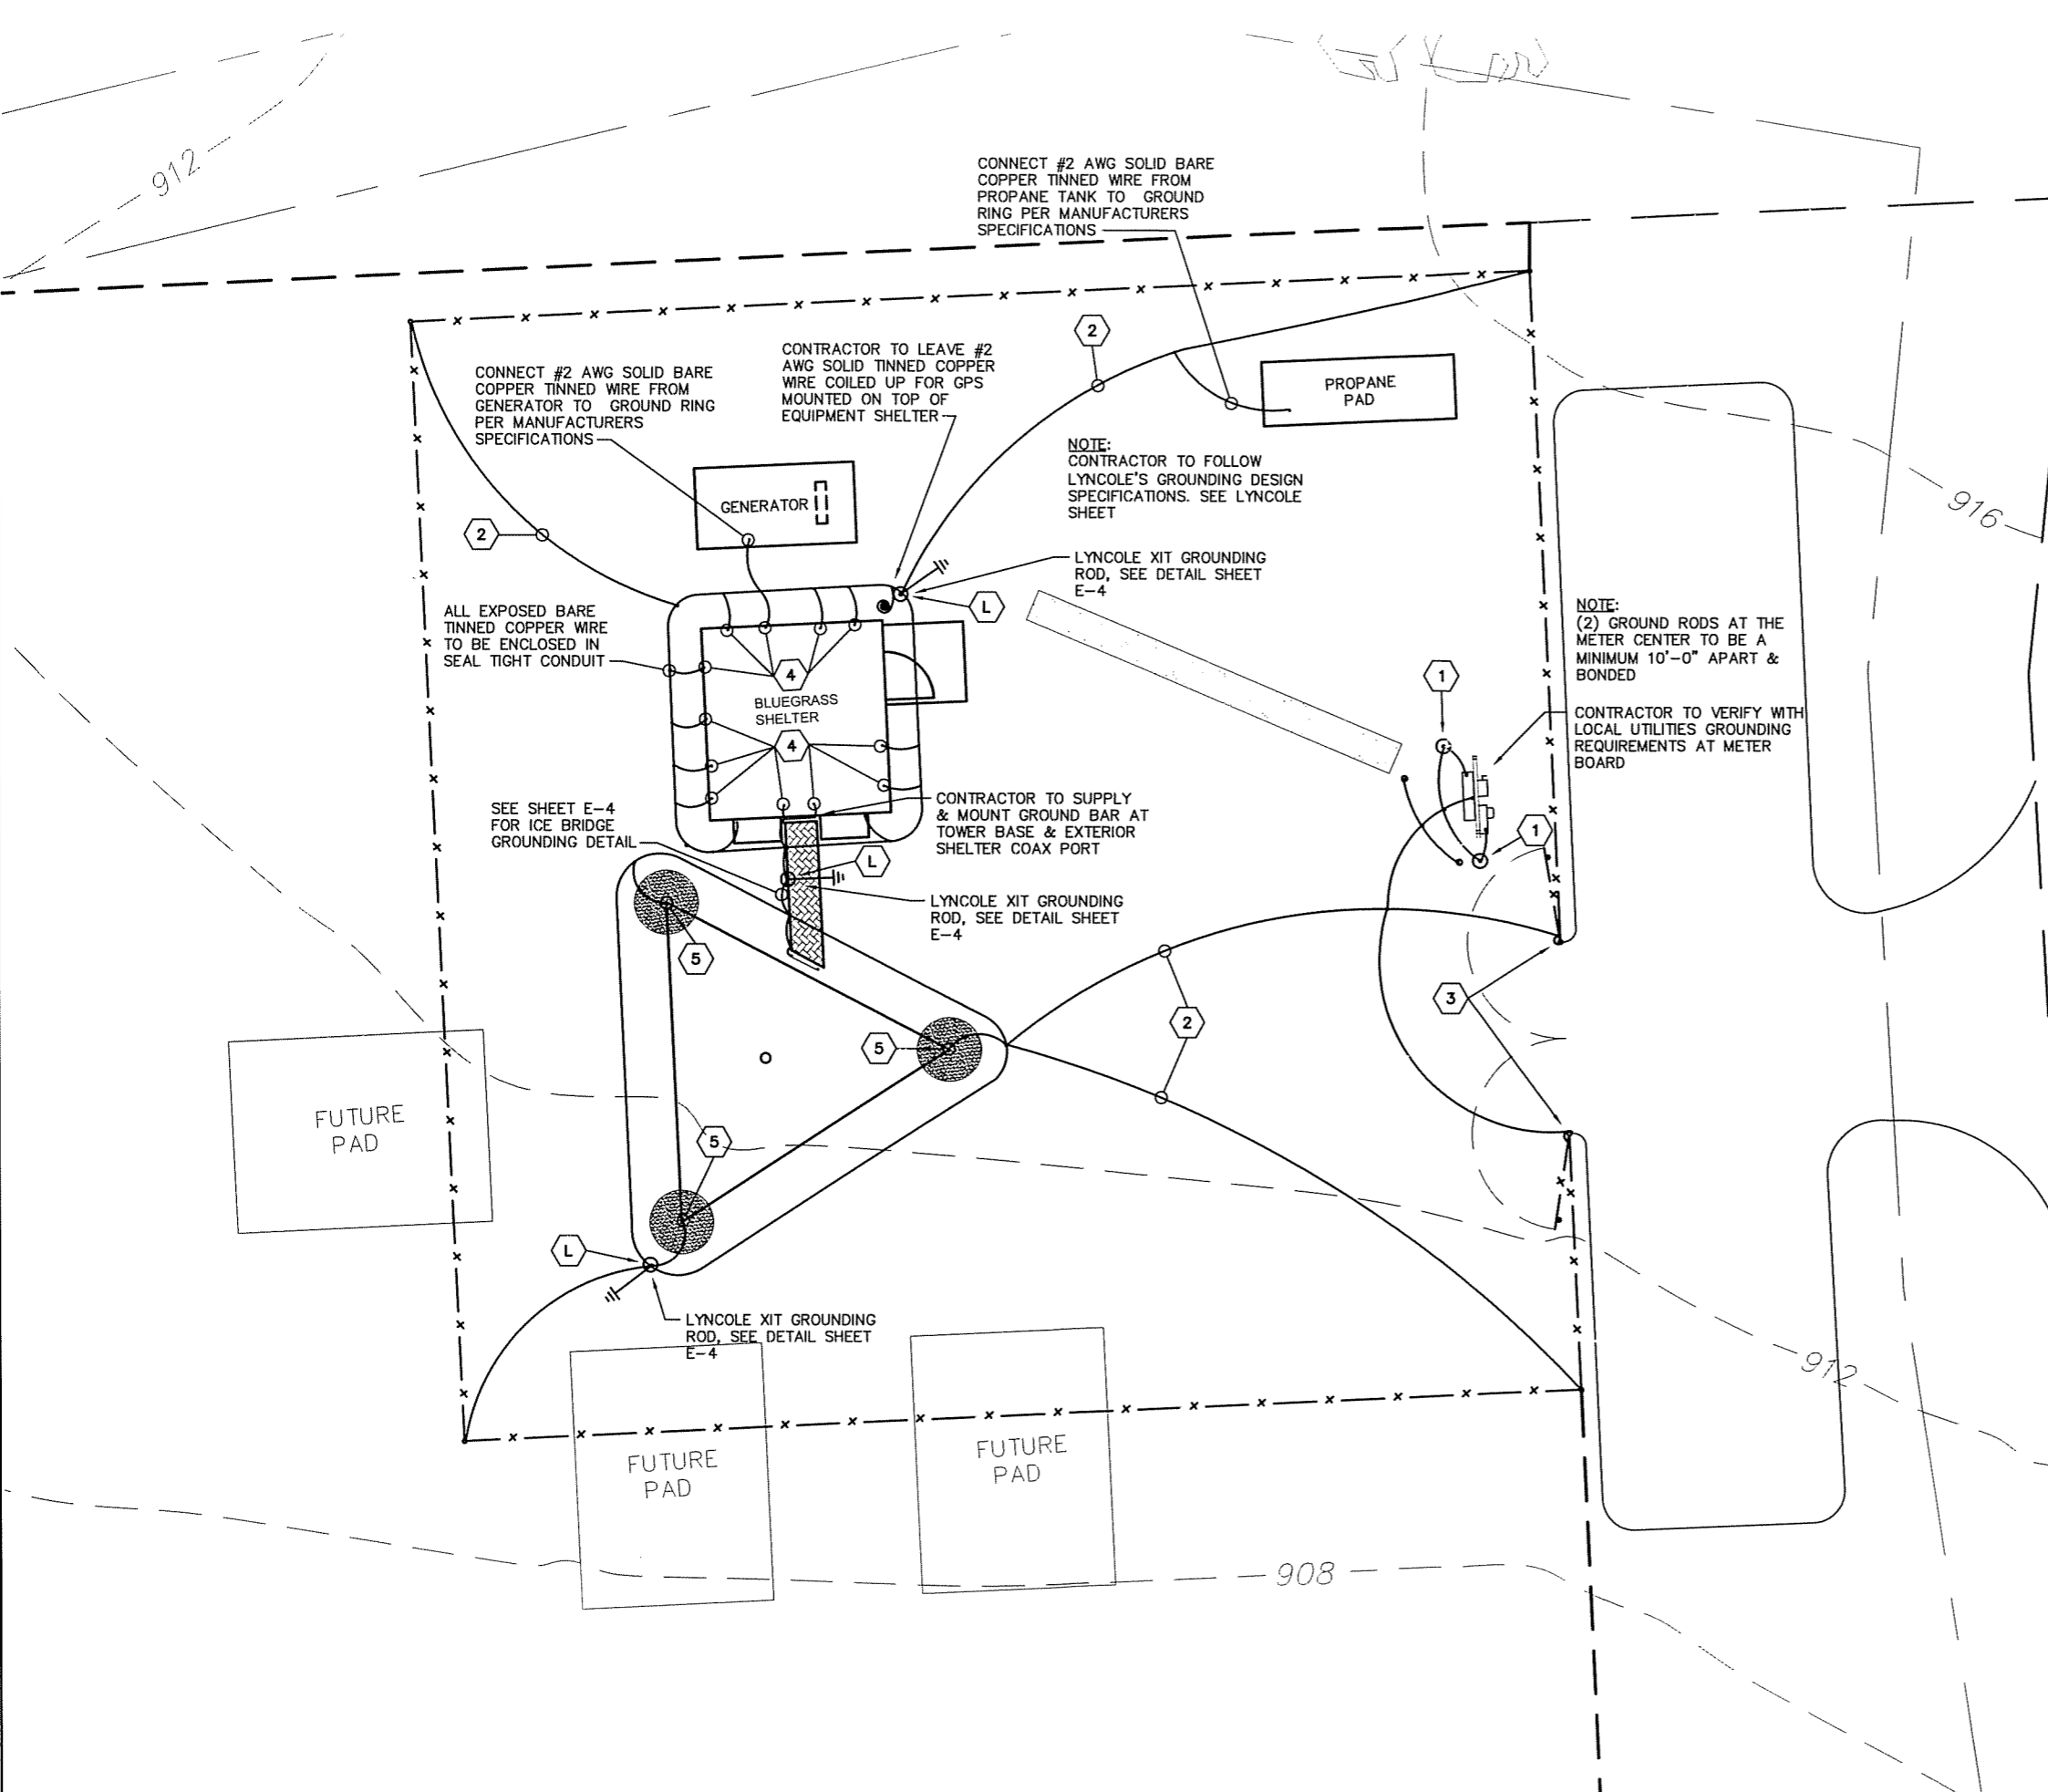 912
CONNECT #2 AWG SOLID BARE
COPPER TINNED WIRE FROM
PROPANE TANK TO GROUND
RING PER MANUFACTURERS
SPECIFICATIONS
2
CONTRACTOR TO LEAVE #2
AWG SOLID TINNED COPPER
WIRE COILED UP FOR GPS
MOUNTED ON TOP OF
EQUIPMENT SHELTER
CONNECT #2 AWG SOLID BARE
COPPER TINNED WIRE FROM
GENERATOR TO GROUND RING
PER MANUFACTURERS
SPECIFICATIONS
PROPANE
PAD
NOTE:
CONTRACTOR TO FOLLOW
LYNCOLE'S GROUNDING DESIGN
SPECIFICATIONS. SEE LYNCOLE
SHEET
916
GENERATOR
2
LYNCOLE XIT GROUNDING
ROD, SEE DETAIL SHEET
E-4
L
ALL EXPOSED BARE
TINNED COPPER WIRE
TO BE ENCLOSED IN
SEAL TIGHT CONDUIT
NOTE:
(2) GROUND RODS AT THE
METER CENTER TO BE A
MINIMUM 10'-0" APART &
BONDED
4
BLUEGRASS
SHELTER
4
1
CONTRACTOR TO VERIFY WITH
LOCAL UTILITIES GROUNDING
REQUIREMENTS AT METER
BOARD
SEE SHEET E-4
FOR ICE BRIDGE
GROUNDING DETAIL
CONTRACTOR TO SUPPLY
& MOUNT GROUND BAR AT
TOWER BASE & EXTERIOR
SHELTER COAX PORT
1
L
LYNCOLE XIT GROUNDING
ROD, SEE DETAIL SHEET
E-4
5
3
2
5
FUTURE
PAD
5
L
LYNCOLE XIT GROUNDING
ROD, SEE DETAIL SHEET
E-4
912
FUTURE
PAD
FUTURE
PAD
908